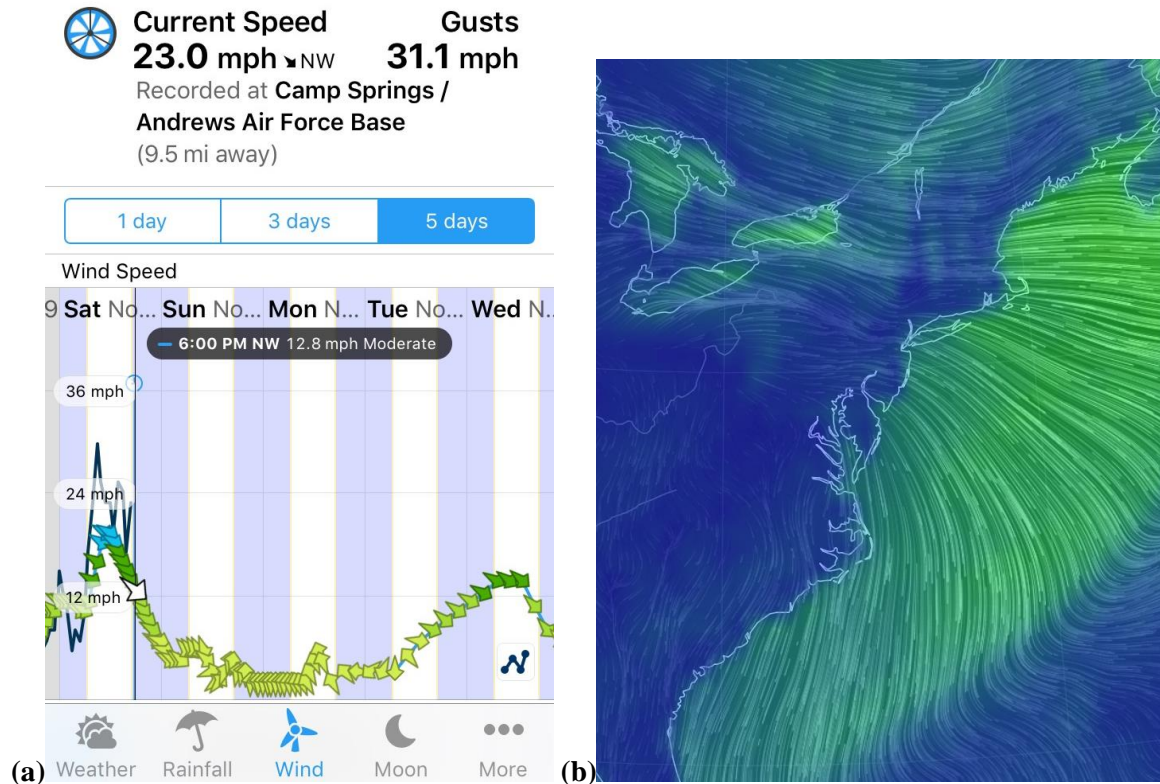 Current Speed Gusts
23.0 mph NW 31.1 mph
Recorded at Camp Springs /
Andrews Air Force Base
(9.5 mi away)
1 day 3 days 5 days
Wind Speed
9 Sat No... Sun No... Mon N... Tue No... Wed N...
6:00 PM NW 12.8 mph Moderate
36 mph
24 mph
12 mph
Weather Rainfall Wind Moon More
(a) (b)